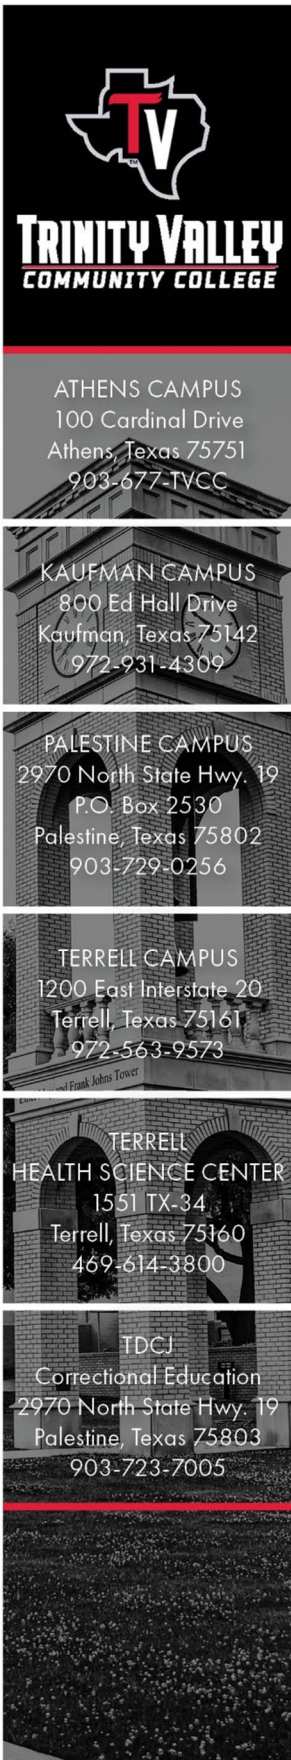 TV
TM
TRINITY VALLEY
COMMUNITY COLLEGE
ATHENS CAMPUS
100 Cardinal Drive
Athens, Texas 75751
903-677-TVCC
KAUFMAN CAMPUS
800 Ed Hall Drive
Kaufman, Texas 75142
972-931-4309
PALESTINE CAMPUS
2970 North State Hwy. 19
P.O. Box 2530
Palestine, Texas 75802
903-729-0256
TERRELL CAMPUS
1200 East Interstate 20
Terrell, Texas 75161
972-563-9573
and Frank Johns Tower
TERRELL
HEALTH SCIENCE CENTER
1551 TX-34
Terrell, Texas 75160
469-614-3800
TDCJ
Correctional Education
2970 North State Hwy. 19
Palestine, Texas 75803
903-723-7005